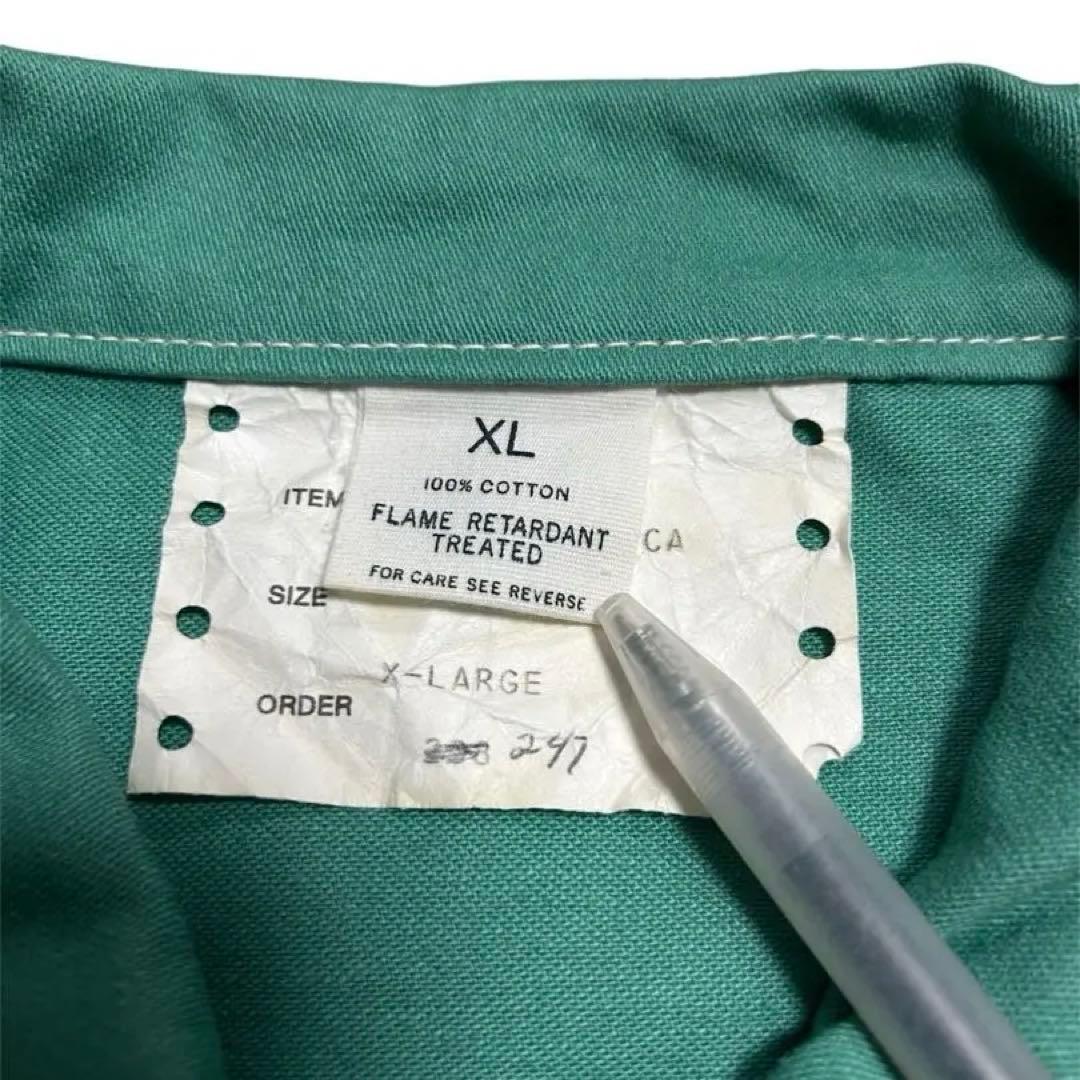 XL
100% COTTON
FLAME RETARDANT
TREATED
FOR CARE SEE REVERSE
ITEM
CA
SIZE
X-LARGE
ORDER
247